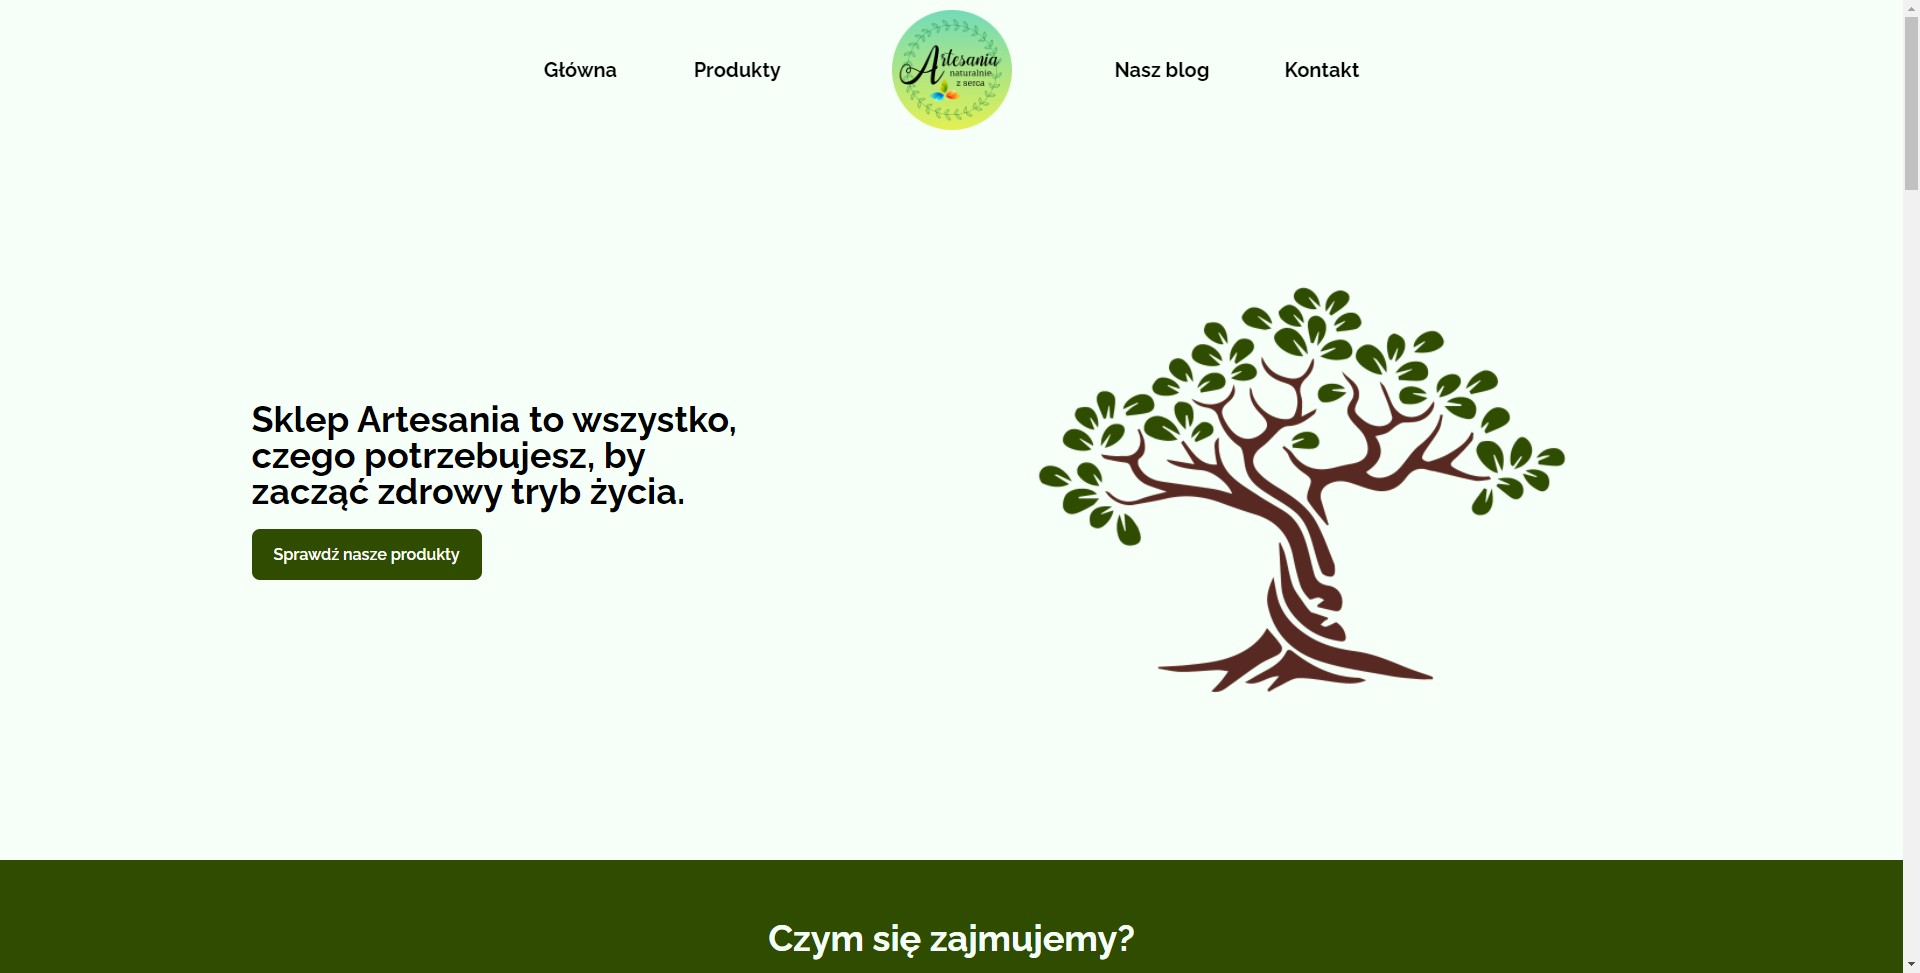 Główna
Produkty
Artesania
naturalnie
z serca
Nasz blog
Kontakt
Sklep Artesania to wszystko,
czego potrzebujesz, by
zacząć zdrowy tryb życia.
Sprawdź nasze produkty
Czym się zajmujemy?